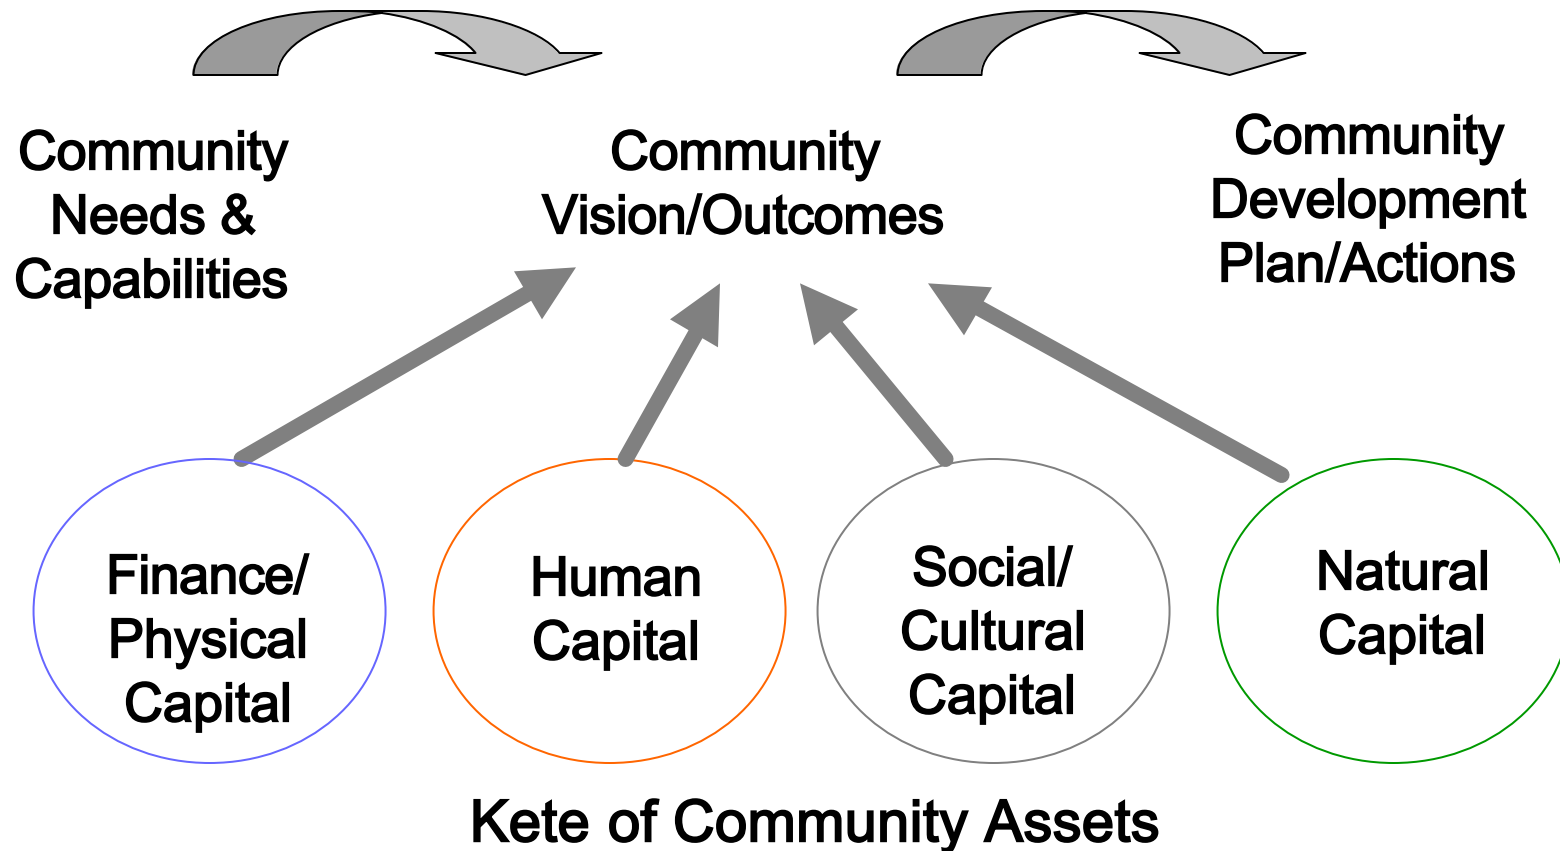 Community
Needs &
Capabilities
Community
Vision/Outcomes
Community
Development
Plan/Actions
Finance/
Physical
Capital
Human
Capital
Social/
Cultural
Capital
Natural
Capital
Kete of Community Assets